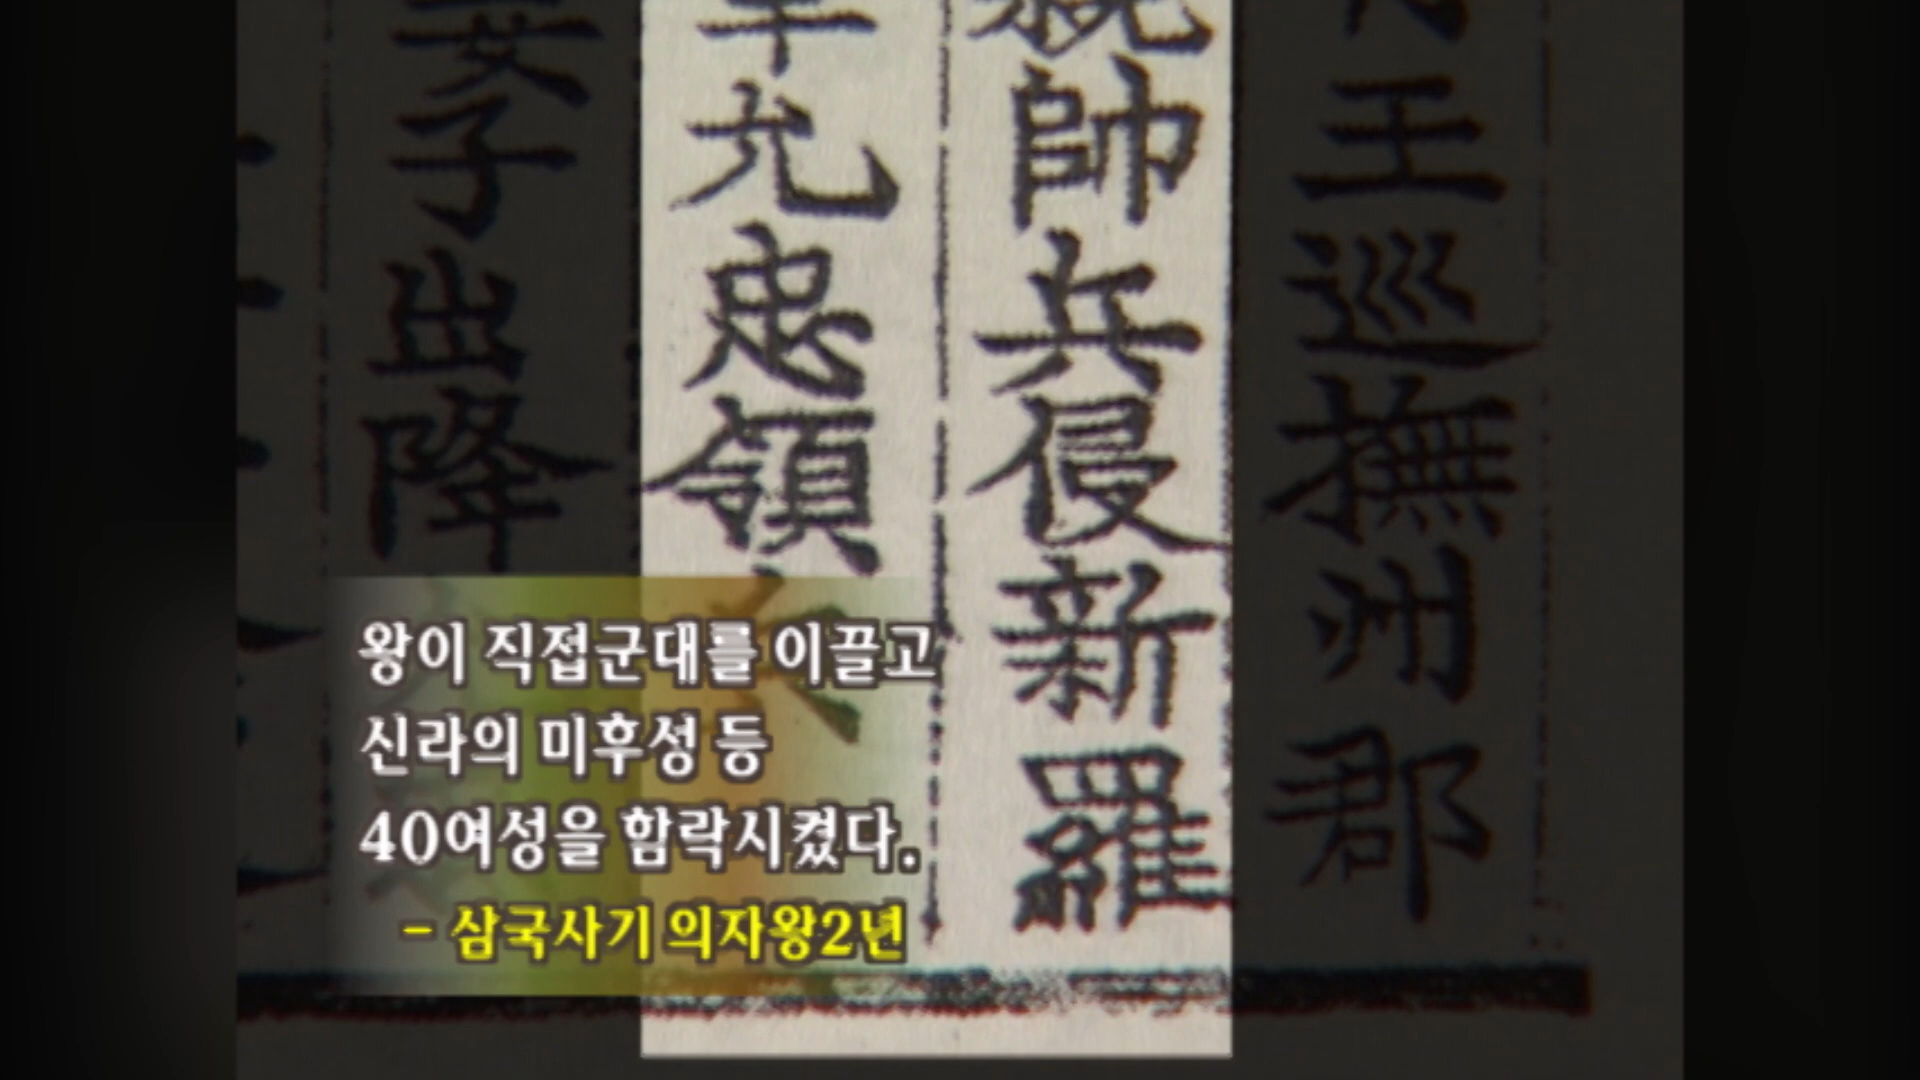 王巡撫州郡
帥兵侵新羅
允忠領
子出降
왕이 직접군대를 이끌고
신라의 미후성 등
40여성을 함락시켰다.
- 삼국사기 의자왕2년